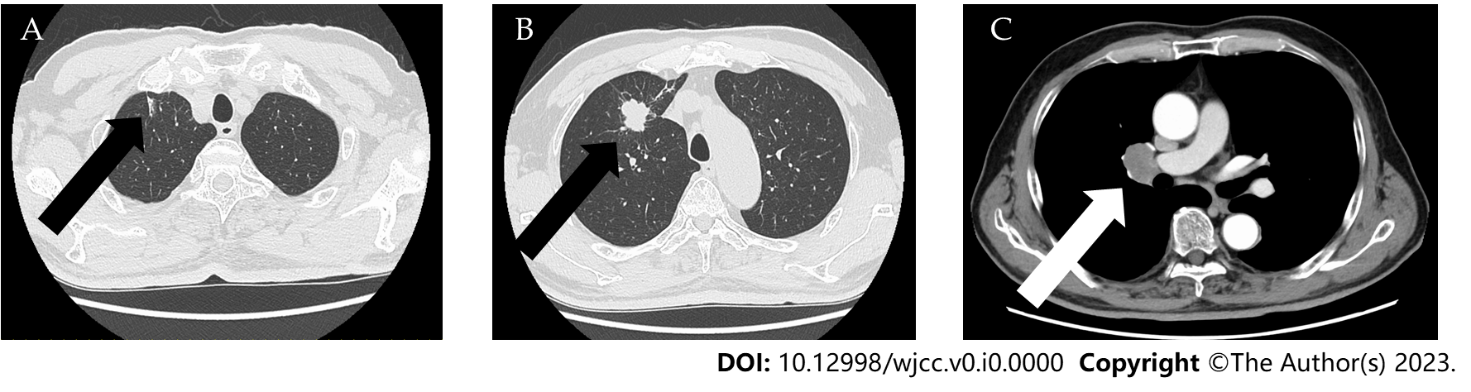 A
B
C
DOI: 10.12998/wjcc.v0.i0.0000 Copyright ©The Author(s) 2023.